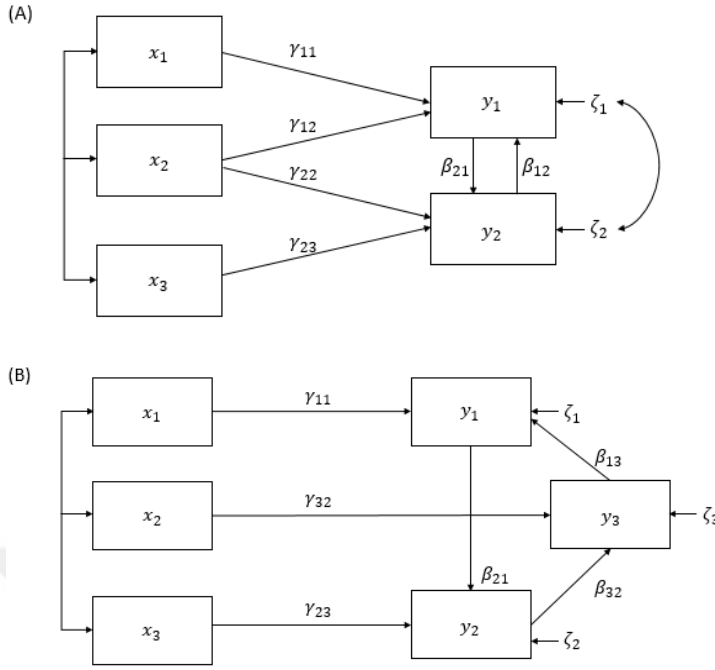 (A)
x₁
γ₁₁
y₁
ζ₁
γ₁₂
x₂
β₂₁
β₁₂
γ₂₂
y₂
ζ₂
γ₂₃
x₃
(B)
x₁
γ₁₁
y₁
ζ₁
β₁₃
x₂
γ₃₂
y₃
ζ₃
β₂₁
β₃₂
x₃
γ₂₃
y₂
ζ₂